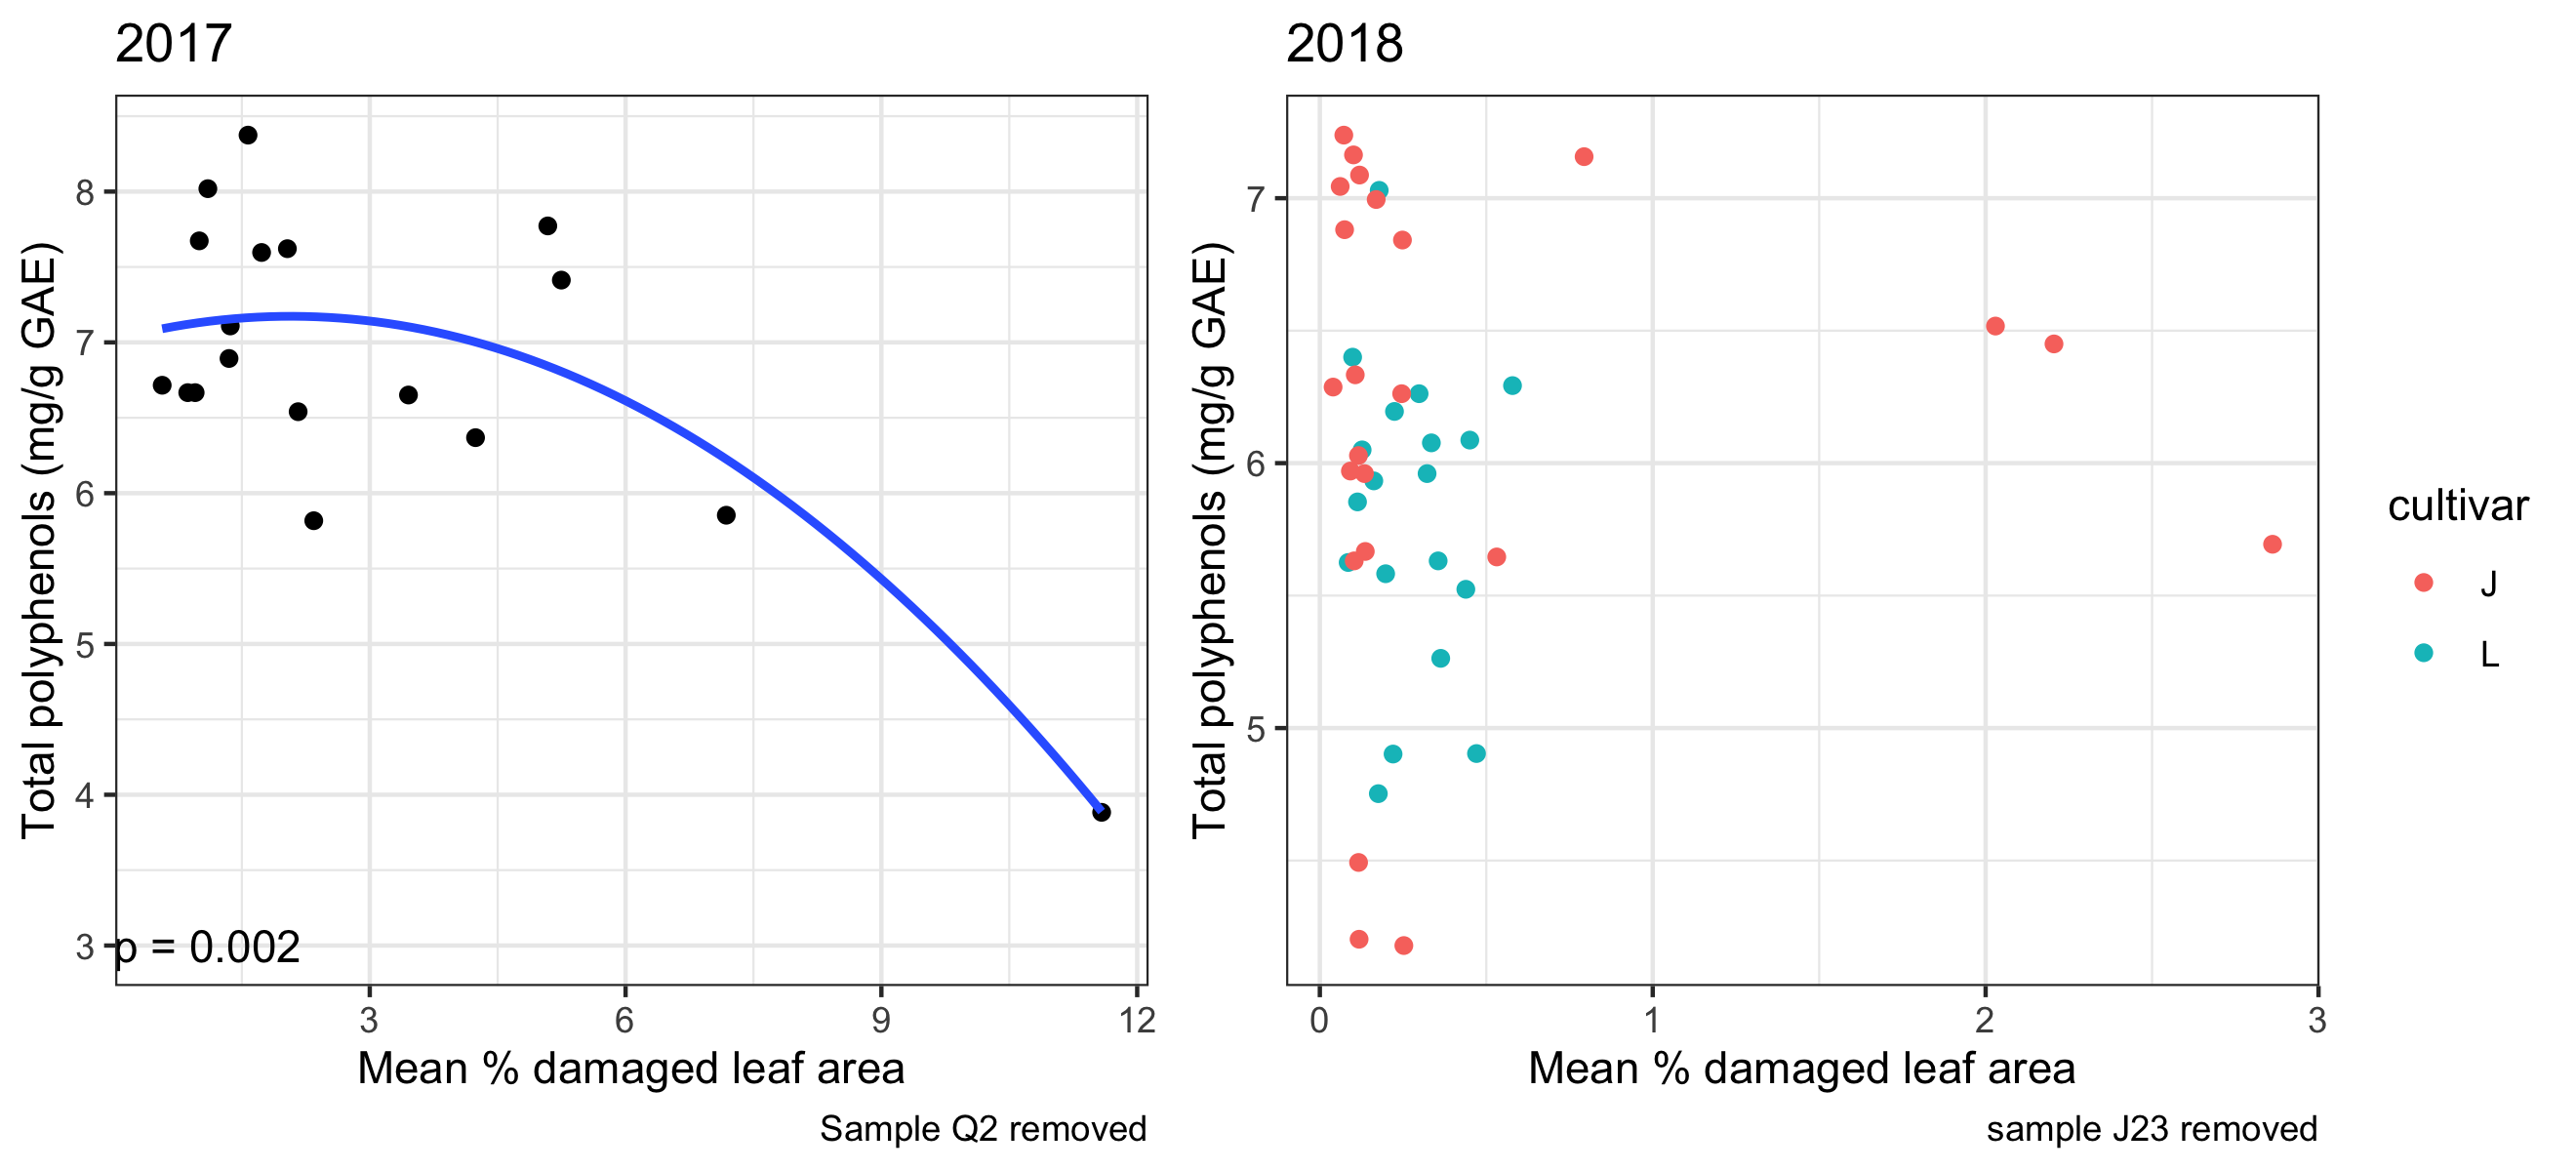 2017
Total polyphenols (mg/g GAE)
8
7
6
5
4
3
p = 0.002
3 6 9 12
Mean % damaged leaf area
Sample Q2 removed
2018
Total polyphenols (mg/g GAE)
7
6
5
0 1 2 3
Mean % damaged leaf area
sample J23 removed
cultivar
J
L